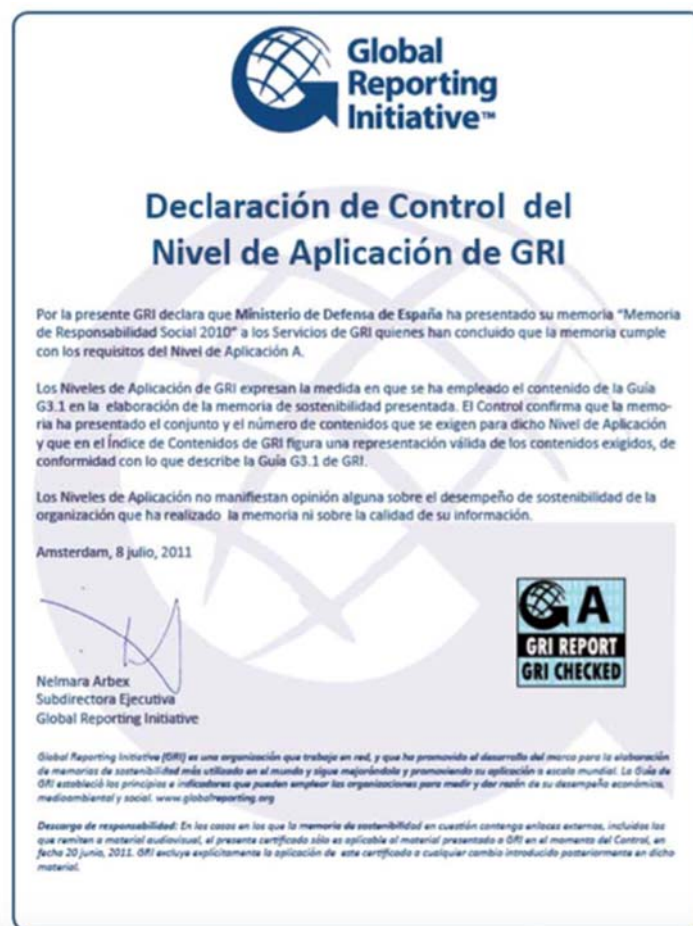 Global
Reporting
Initiative™
Declaración de Control del
Nivel de Aplicación de GRI
Por la presente GRI declara que Ministerio de Defensa de España ha presentado su memoria “Memoria
de Responsabilidad Social 2010” a los Servicios de GRI quienes han concluido que la memoria cumple
con los requisitos del Nivel de Aplicación A.
Los Niveles de Aplicación de GRI expresan la medida en que se ha empleado el contenido de la Guía
G3.1 en la elaboración de la memoria de sostenibilidad presentada. El Control confirma que la memo-
ria ha presentado el conjunto y el número de contenidos que se exigen para dicho Nivel de Aplicación
y que en el Índice de Contenidos de GRI figura una representación válida de los contenidos exigidos, de
conformidad con lo que describe la Guía G3.1 de GRI.
Los Niveles de Aplicación no manifiestan opinión alguna sobre el desempeño de sostenibilidad de la
organización que ha realizado la memoria ni sobre la calidad de su información.
Amsterdam, 8 julio, 2011
Nelmara Arbex
Subdirectora Ejecutiva
Global Reporting Initiative
A
GRI REPORT
GRI CHECKED
Global Reporting Initiative (GRI) es una organización que trabaja en red, y que ha promovido el desarrollo del marco para la elaboración
de memorias de sostenibilidad más utilizado en el mundo y sigue mejorándola y promoviendo su aplicación a escala mundial. La Guía de
GRI estableció los principios e indicadores que pueden emplear las organizaciones para medir y dar razón de su desempeño económico,
medioambiental y social. www.globalreporting.org
Descargo de responsabilidad: En los casos en los que la memoria de sostenibilidad en cuestión contenga enlaces externos, incluidos los
que remiten a material audiovisual, el presente certificado sólo es aplicable al material presentado a GRI en el momento del Control, en
fecha 20 junio, 2011. GRI excluye explícitamente la aplicación de este certificado a cualquier cambio introducido posteriormente en dicho
material.